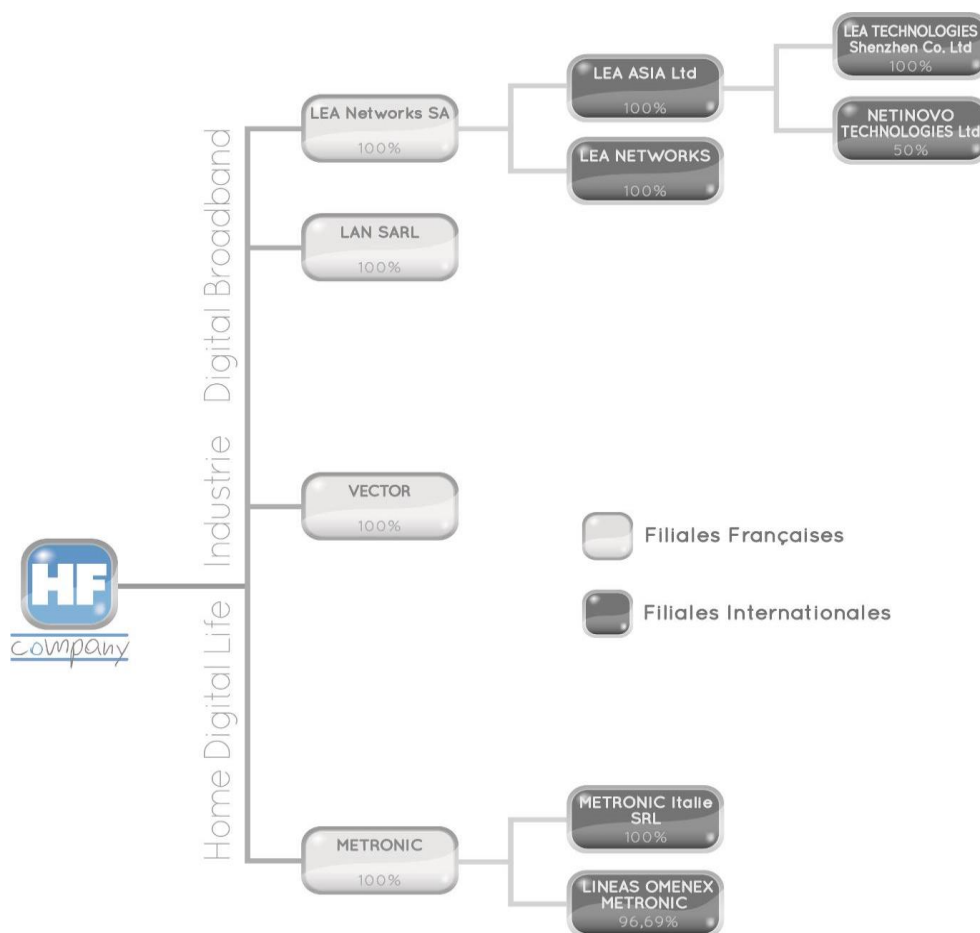 LEA TECHNOLOGIES
Shenzhen Co. Ltd
100%
LEA ASIA Ltd
100%
LEA Networks SA
100%
NETINOVO
TECHNOLOGIES Ltd
50%
LEA NETWORKS
100%
Digital Broadband
LAN SARL
100%
Industrie
VECTOR
100%
Filiales Françaises
HF
company
Filiales Internationales
Home Digital Life
METRONIC Italie
SRL
100%
METRONIC
100%
LINEAS OMENEX
METRONIC
96,69%